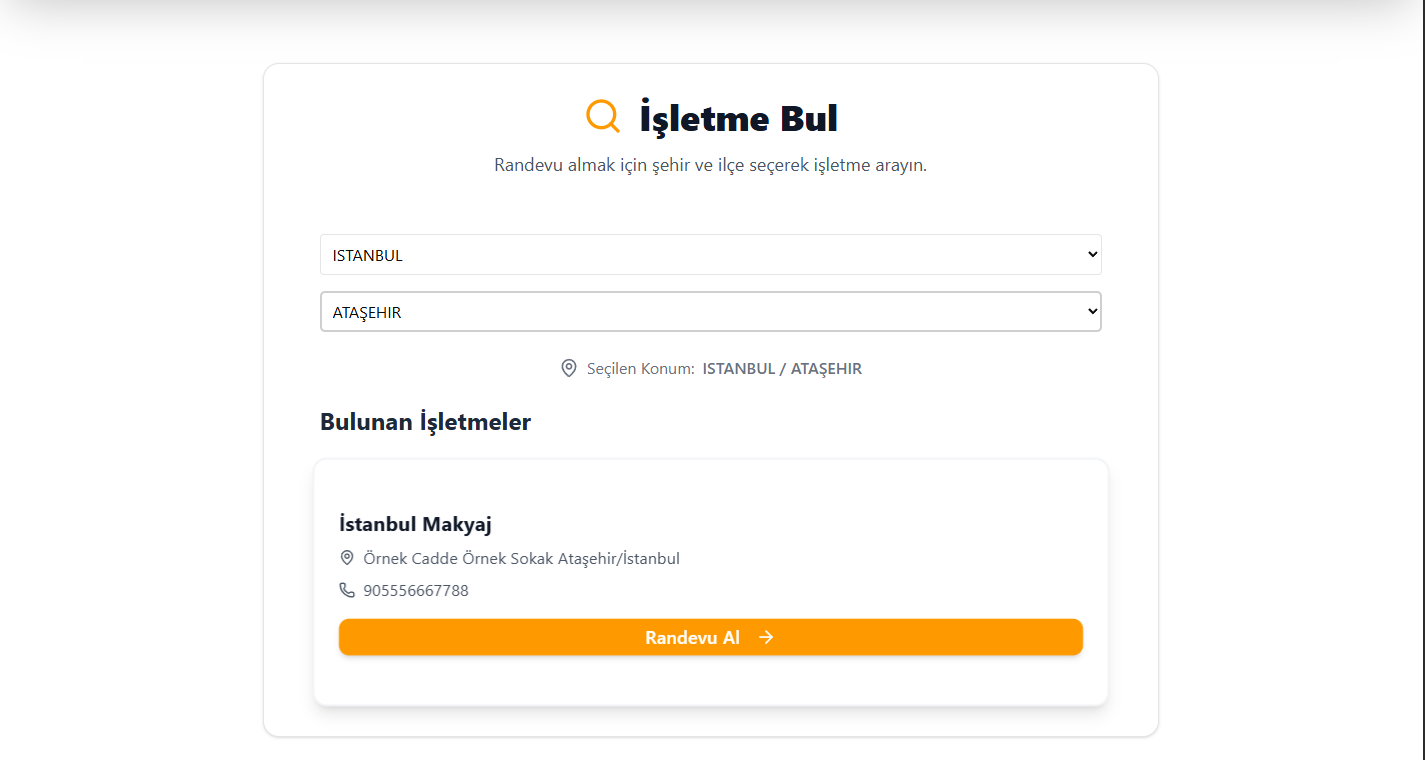 İşletme Bul
Randevu almak için şehir ve ilçe seçerek işletme arayın.
ISTANBUL
ATAŞEHIR
Seçilen Konum: ISTANBUL / ATAŞEHIR
Bulunan İşletmeler
İstanbul Makyaj
Örnek Cadde Örnek Sokak Ataşehir/İstanbul
905556667788
Randevu Al